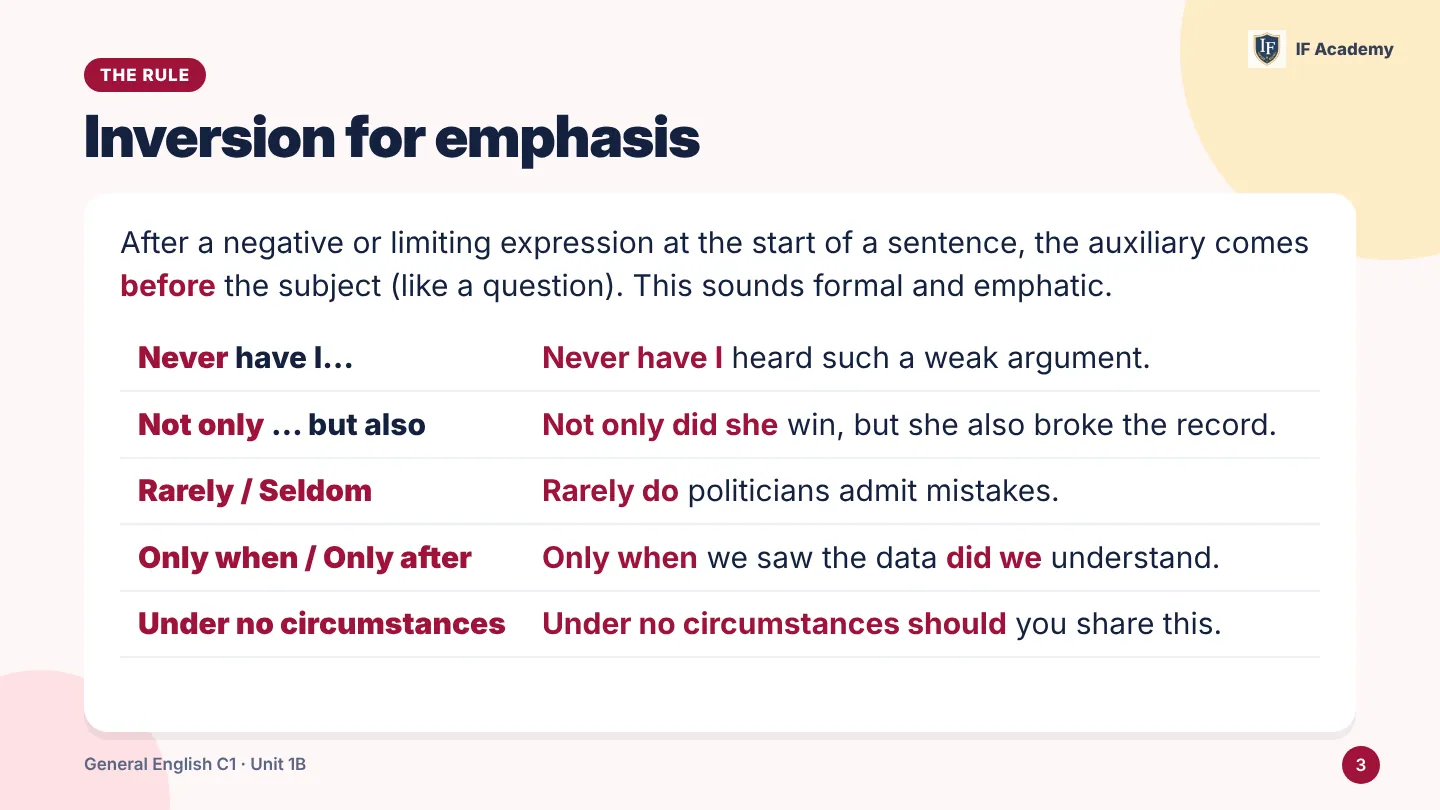 IF
IF Academy
THE RULE
Inversion for emphasis
After a negative or limiting expression at the start of a sentence, the auxiliary comes
before the subject (like a question). This sounds formal and emphatic.
Never have I… Never have I heard such a weak argument.
Not only … but also Not only did she win, but she also broke the record.
Rarely / Seldom Rarely do politicians admit mistakes.
Only when / Only after Only when we saw the data did we understand.
Under no circumstances Under no circumstances should you share this.
General English C1 · Unit 1B
3